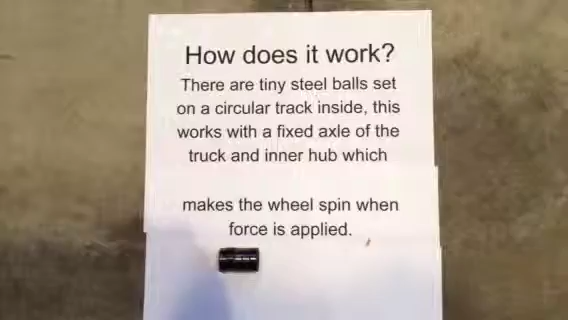 How does it work?
There are tiny steel balls set
on a circular track inside, this
works with a fixed axle of the
truck and inner hub which
makes the wheel spin when
force is applied.